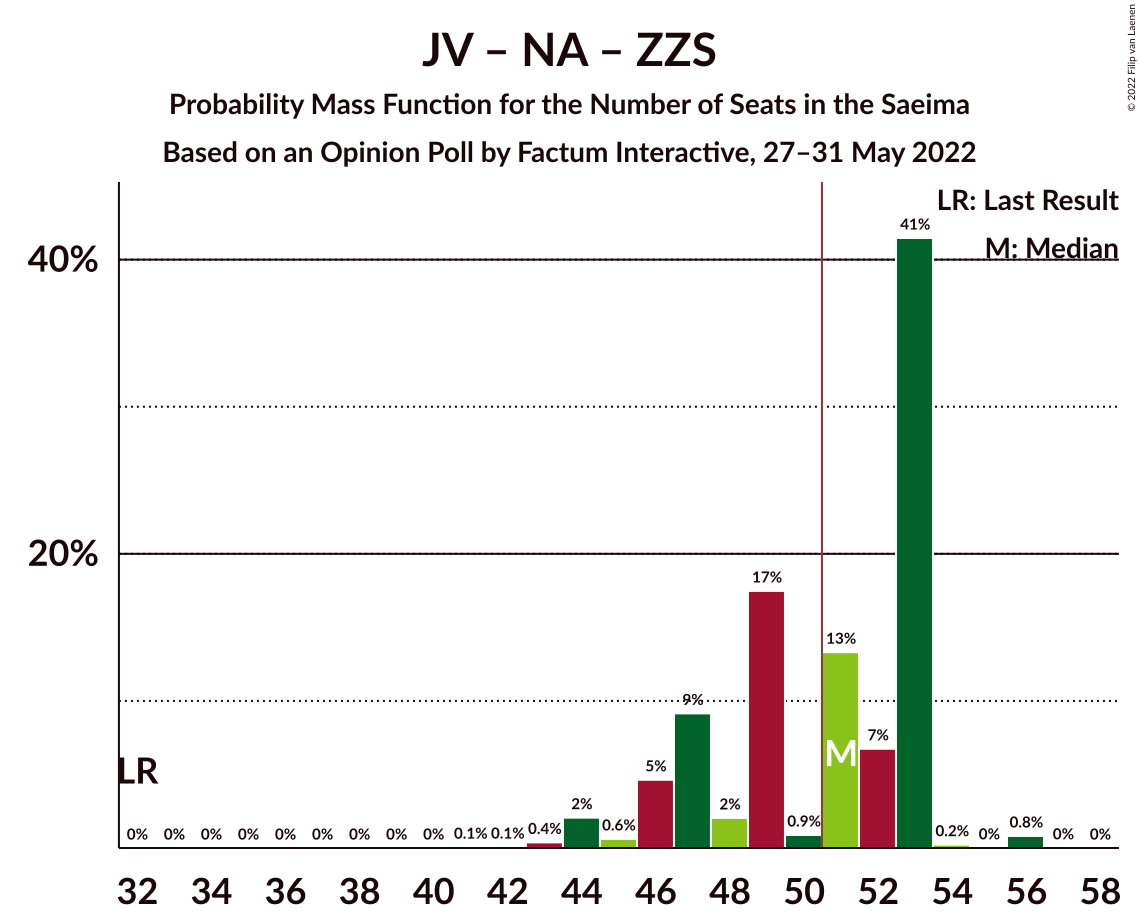 JV – NA – ZZS
Probability Mass Function for the Number of Seats in the Saeima
Based on an Opinion Poll by Factum Interactive, 27–31 May 2022
© 2022 Filip van Laenen
LR: Last Result
M: Median
40%
20%
41%
17%
13%
9%
7%
5%
2%
2%
LR
M
0% 0% 0% 0% 0% 0% 0% 0% 0% 0.1% 0.1% 0.4% 0.6% 0.9% 0.2% 0% 0.8% 0% 0%
32 34 36 38 40 42 44 46 48 50 52 54 56 58